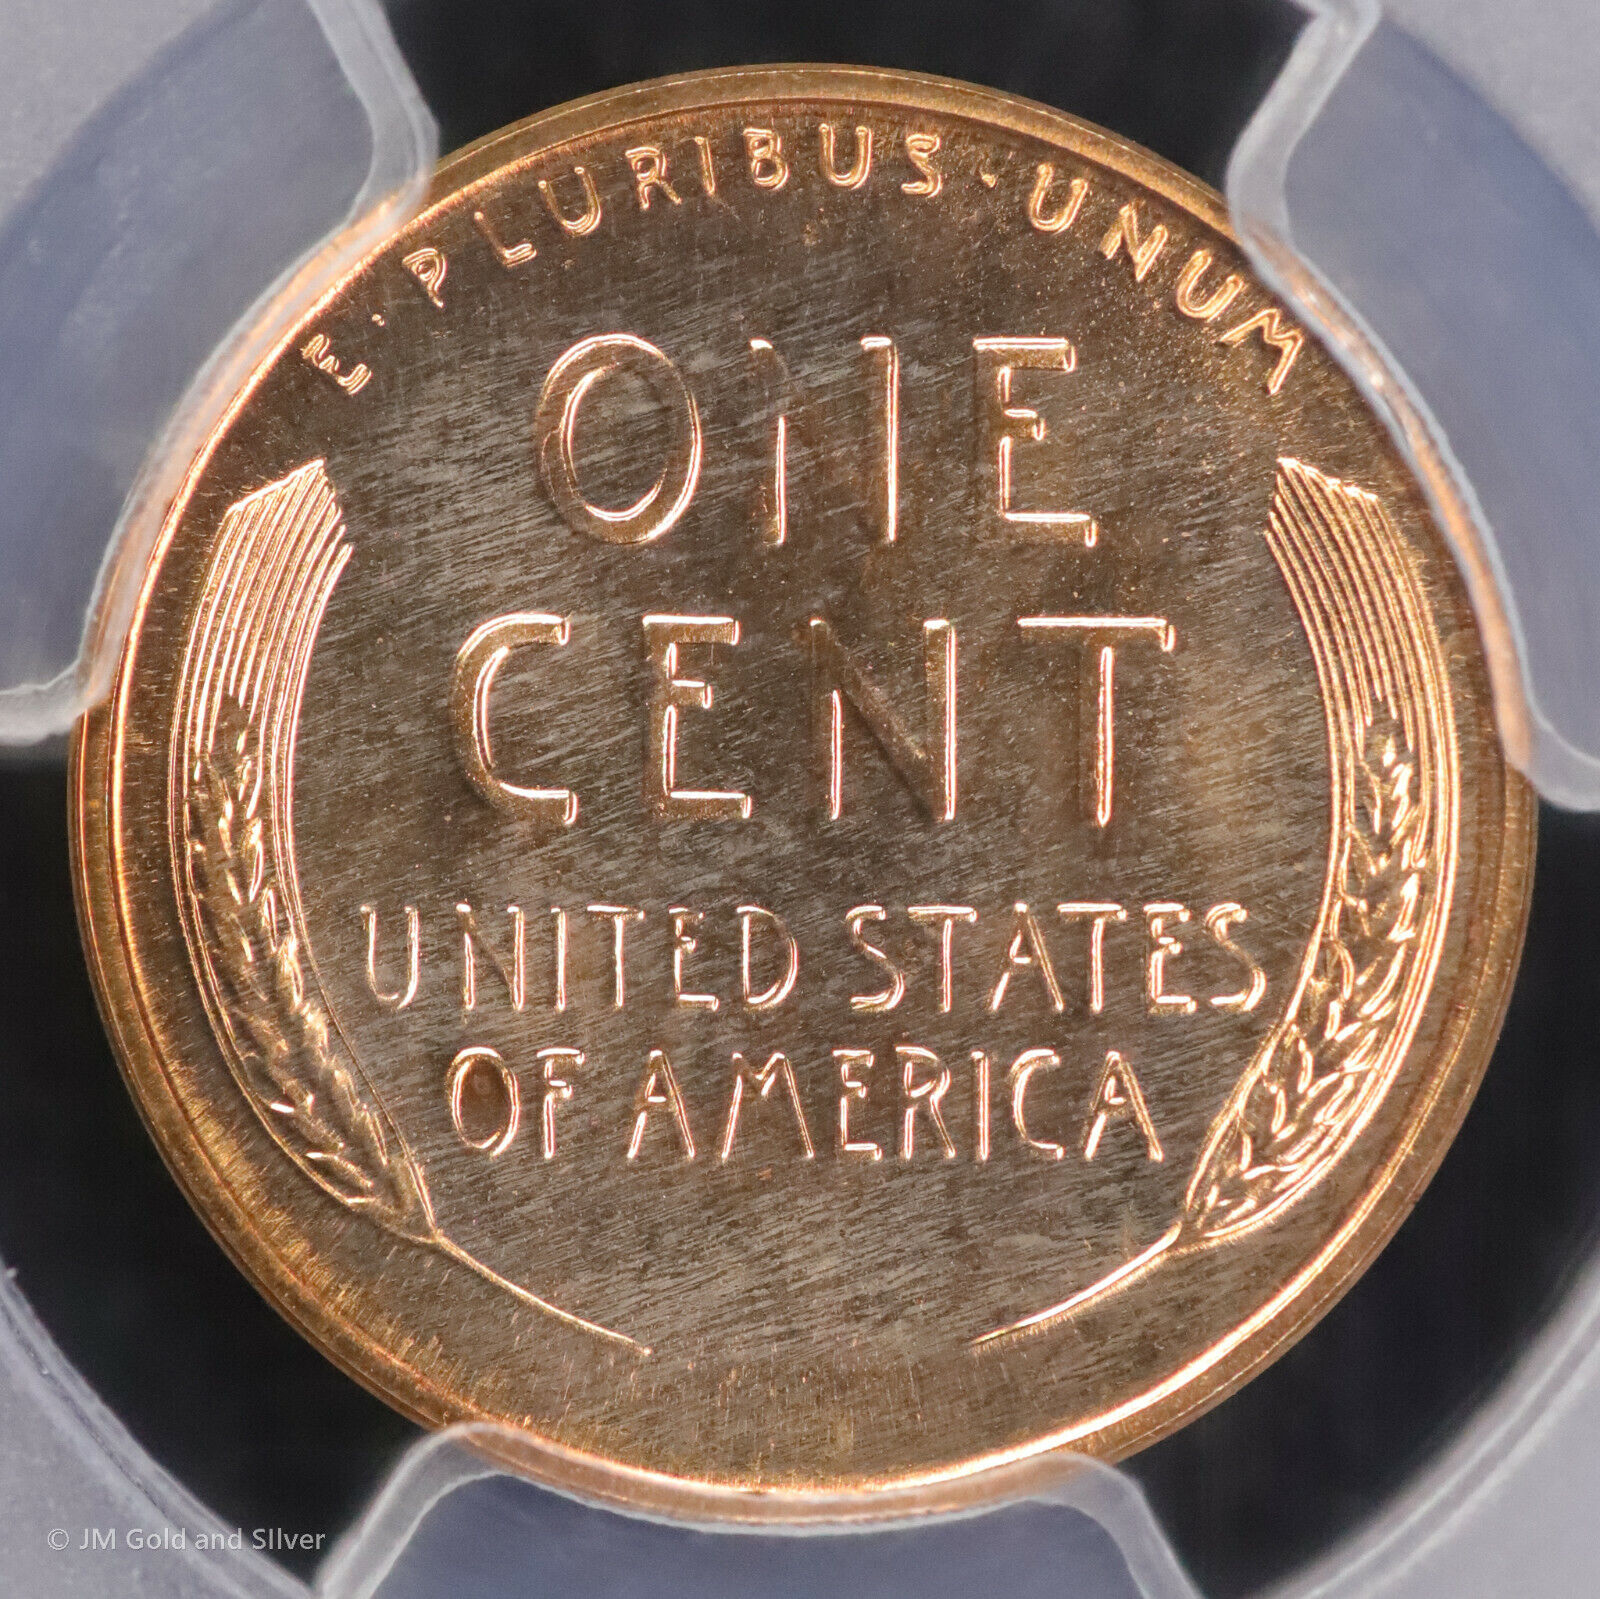 E · PLURIBUS · UNUM
ONE
CENT
UNITED STATES
OF AMERICA
© JM Gold and SIlver